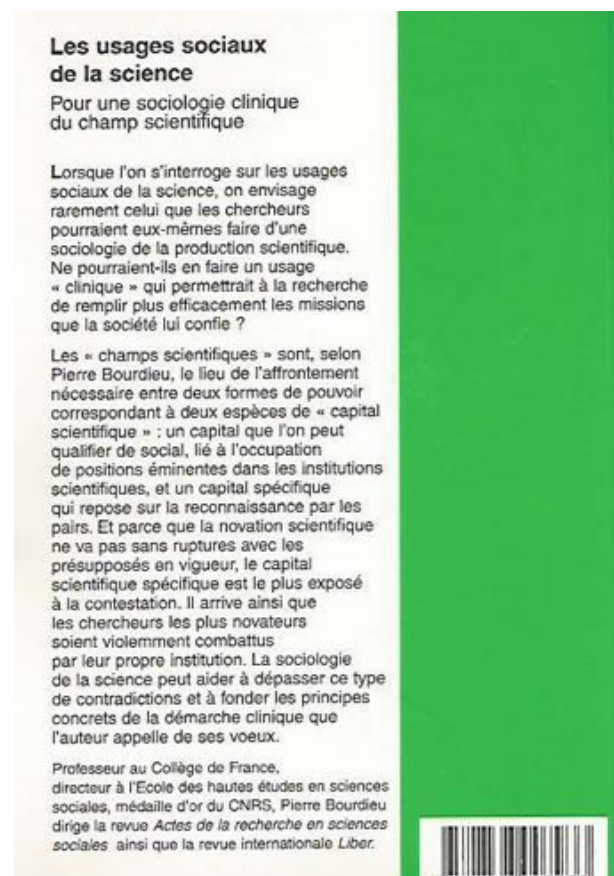 Les usages sociaux
de la science
Pour une sociologie clinique
du champ scientifique
Lorsque l'on s'interroge sur les usages
sociaux de la science, on envisage
rarement celui que les chercheurs
pourraient eux-mêmes faire d'une
sociologie de la production scientifique.
Ne pourraient-ils en faire un usage
« clinique » qui permettrait à la recherche
de remplir plus efficacement les missions
que la société lui confie ?
Les « champs scientifiques » sont, selon
Pierre Bourdieu, le lieu de l'affrontement
nécessaire entre deux formes de pouvoir
correspondant à deux espèces de « capital
scientifique » : un capital que l'on peut
qualifier de social, lié à l'occupation
de positions éminentes dans les institutions
scientifiques, et un capital spécifique
qui repose sur la reconnaissance par les
pairs. Et parce que la novation scientifique
ne va pas sans ruptures avec les
présupposés en vigueur, le capital
scientifique spécifique est le plus exposé
à la contestation. Il arrive ainsi que
les chercheurs les plus novateurs
soient violemment combattus
par leur propre institution. La sociologie
de la science peut aider à dépasser ce type
de contradictions et à fonder les principes
concrets de la démarche clinique que
l'auteur appelle de ses voeux.
Professeur au Collège de France,
directeur à l'Ecole des hautes études en sciences
sociales, médaille d'or du CNRS, Pierre Bourdieu
dirige la revue Actes de la recherche en sciences
sociales ainsi que la revue internationale Liber.